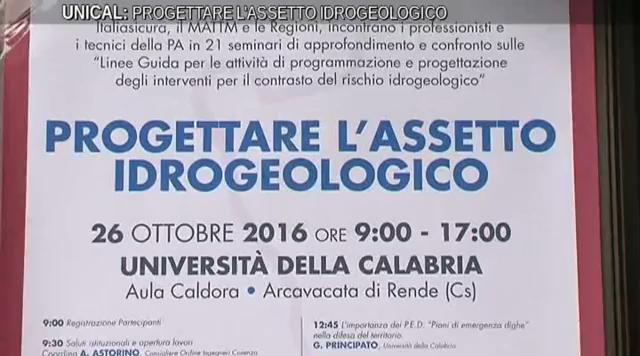 UNICAL: PROGETTARE L'ASSETTO IDROGEOLOGICO
Italiasicura, il MATTM e le Regioni, incontrano i professionisti e
i tecnici della PA in 21 seminari di approfondimento e confronto sulle
"Linee Guida per le attività di programmazione e progettazione
degli interventi per il contrasto del rischio idrogeologico"
PROGETTARE L'ASSETTO
IDROGEOLOGICO
26 OTTOBRE 2016 ORE 9:00 - 17:00
UNIVERSITÀ DELLA CALABRIA
Aula Caldora • Arcavacata di Rende (Cs)
9:00 Registrazione Partecipanti
9:30 Saluti istituzionali e apertura lavori
Coordina A. ASTORINO, Consigliere Ordine Ingegneri Cosenza
12:45 L'importanza dei P.E.D. "Piani di emergenza dighe"
nella difesa del territorio.
G. PRINCIPATO, Università della Calabria